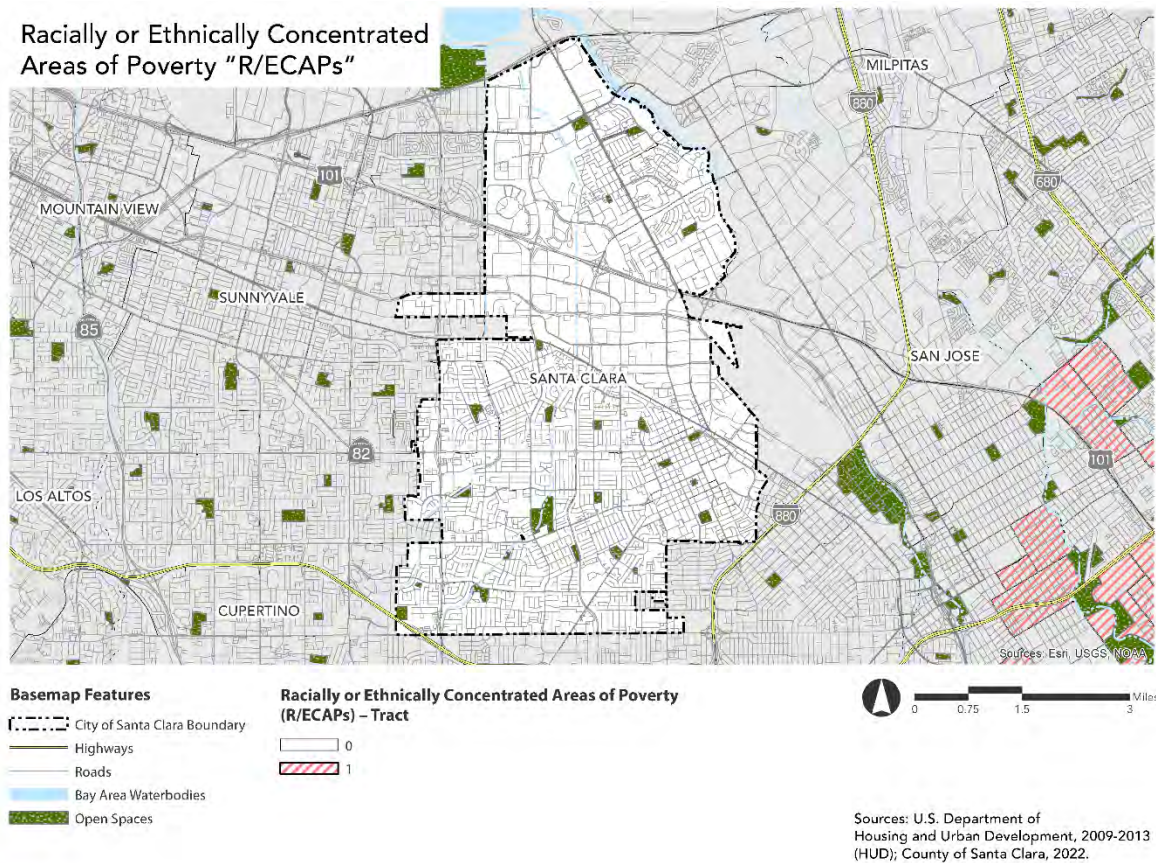 Racially or Ethnically Concentrated
Areas of Poverty “R/ECAPs”
MILPITAS
880
680
101
MOUNTAIN VIEW
SUNNYVALE
85
SAN JOSE
SANTA CLARA
82
101
LOS ALTOS
880
CUPERTINO
Sources: Esri, USGS, NOAA
Basemap Features
City of Santa Clara Boundary
Highways
Roads
Bay Area Waterbodies
Open Spaces
Racially or Ethnically Concentrated Areas of Poverty
(R/ECAPs) – Tract
0
1
Miles
0 0.75 1.5 3
Sources: U.S. Department of
Housing and Urban Development, 2009-2013
(HUD); County of Santa Clara, 2022.